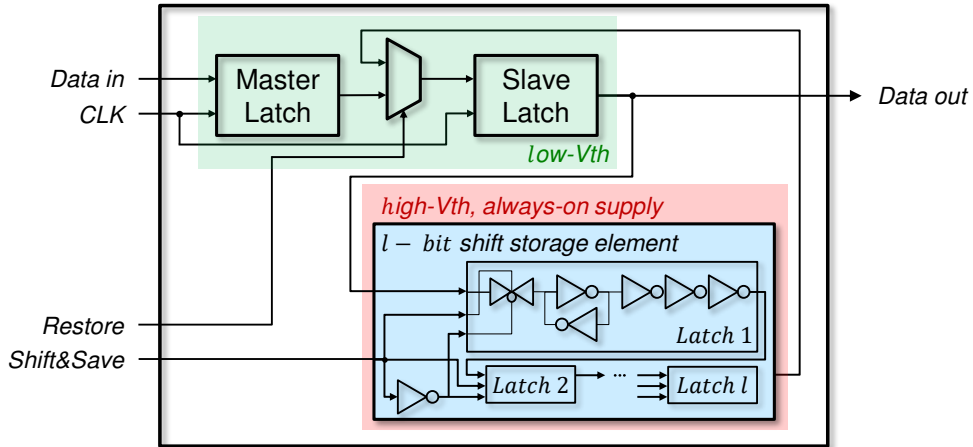 Data in
CLK
Master
Latch
Slave
Latch
Data out
low-Vth
high-Vth, always-on supply
l − bit shift storage element
Latch 1
Restore
Shift&Save
Latch 2
...
Latch l